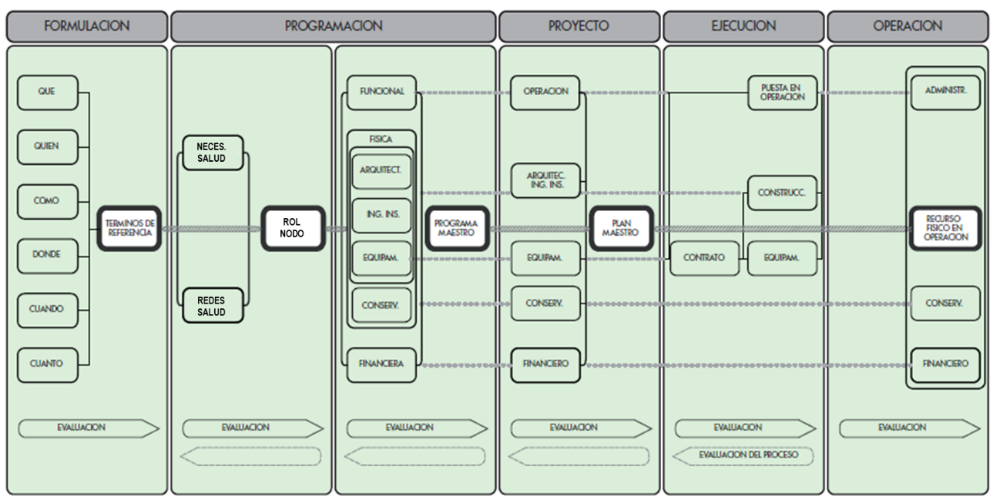 FORMULACION
PROGRAMACION
PROYECTO
EJECUCION
OPERACION
QUE
QUIEN
COMO
DONDE
CUANDO
CUANTO
TERMINOS DE
REFERENCIA
EVALUACION
NECES.
SALUD
REDES
SALUD
ROL
NODO
EVALUACION
FUNCIONAL
FISICA
ARQUITECT.
ING. INS.
EQUIPAM.
CONSERV.
FINANCIERA
PROGRAMA
MAESTRO
EVALUACION
OPERACION
ARQUITEC.
ING. INS.
EQUIPAM.
CONSERV.
FINANCIERO
PLAN
MAESTRO
EVALUACION
PUESTA EN
OPERACION
CONSTRUCC.
CONTRATO
EQUIPAM.
EVALUACION
EVALUACION DEL PROCESO
ADMINISTR.
RECURSO
FISICO EN
OPERACION
CONSERV.
FINANCIERO
EVALUACION